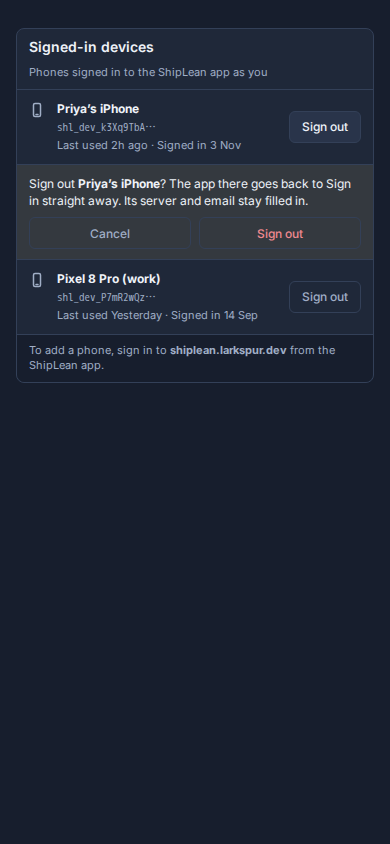 Signed-in devices
Phones signed in to the ShipLean app as you
Priya’s iPhone
shl_dev_k3Xq9TbA···
Last used 2h ago · Signed in 3 Nov
Sign out
Sign out Priya’s iPhone? The app there goes back to Sign
in straight away. Its server and email stay filled in.
Cancel
Sign out
Pixel 8 Pro (work)
shl_dev_P7mR2wQz···
Last used Yesterday · Signed in 14 Sep
Sign out
To add a phone, sign in to shiplean.larkspur.dev from the
ShipLean app.